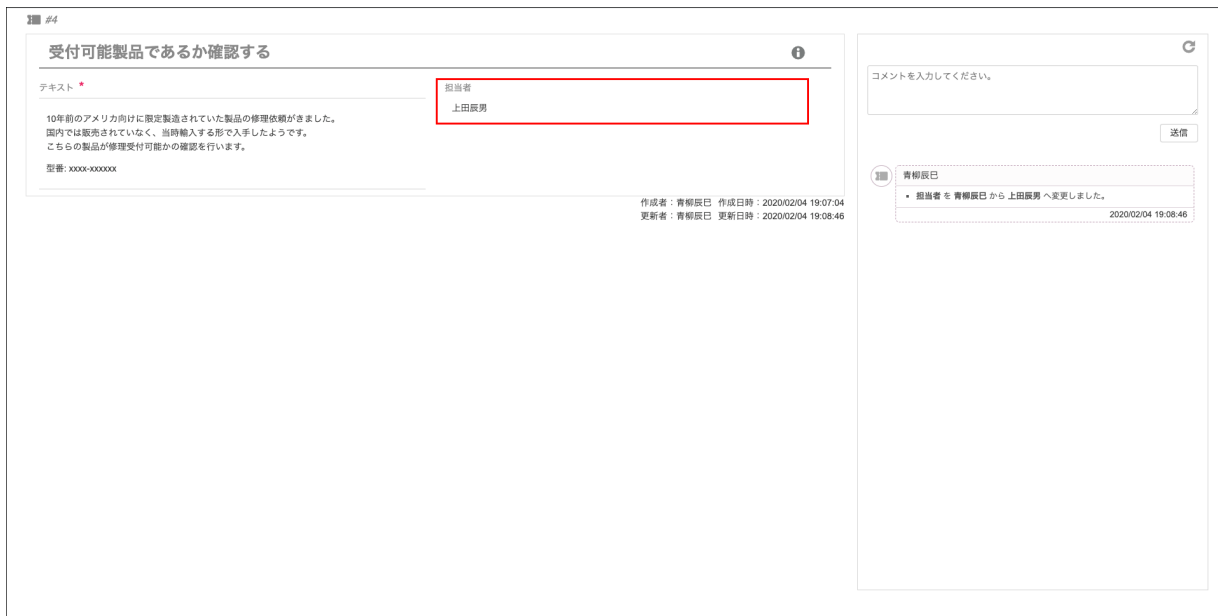 #4
受付可能製品であるか確認する
テキスト *
10年前のアメリカ向けに限定製造されていた製品の修理依頼がきました。
国内では販売されていなく、当時輸入する形で入手したようです。
こちらの製品が修理受付可能かの確認を行います。
型番: xxxx-xxxxxx
担当者
上田辰男
作成者：青柳辰巳 作成日時：2020/02/04 19:07:04
更新者：青柳辰巳 更新日時：2020/02/04 19:08:46
コメントを入力してください。
送信
青柳辰巳
▪ 担当者 を 青柳辰巳 から 上田辰男 へ変更しました。
2020/02/04 19:08:46